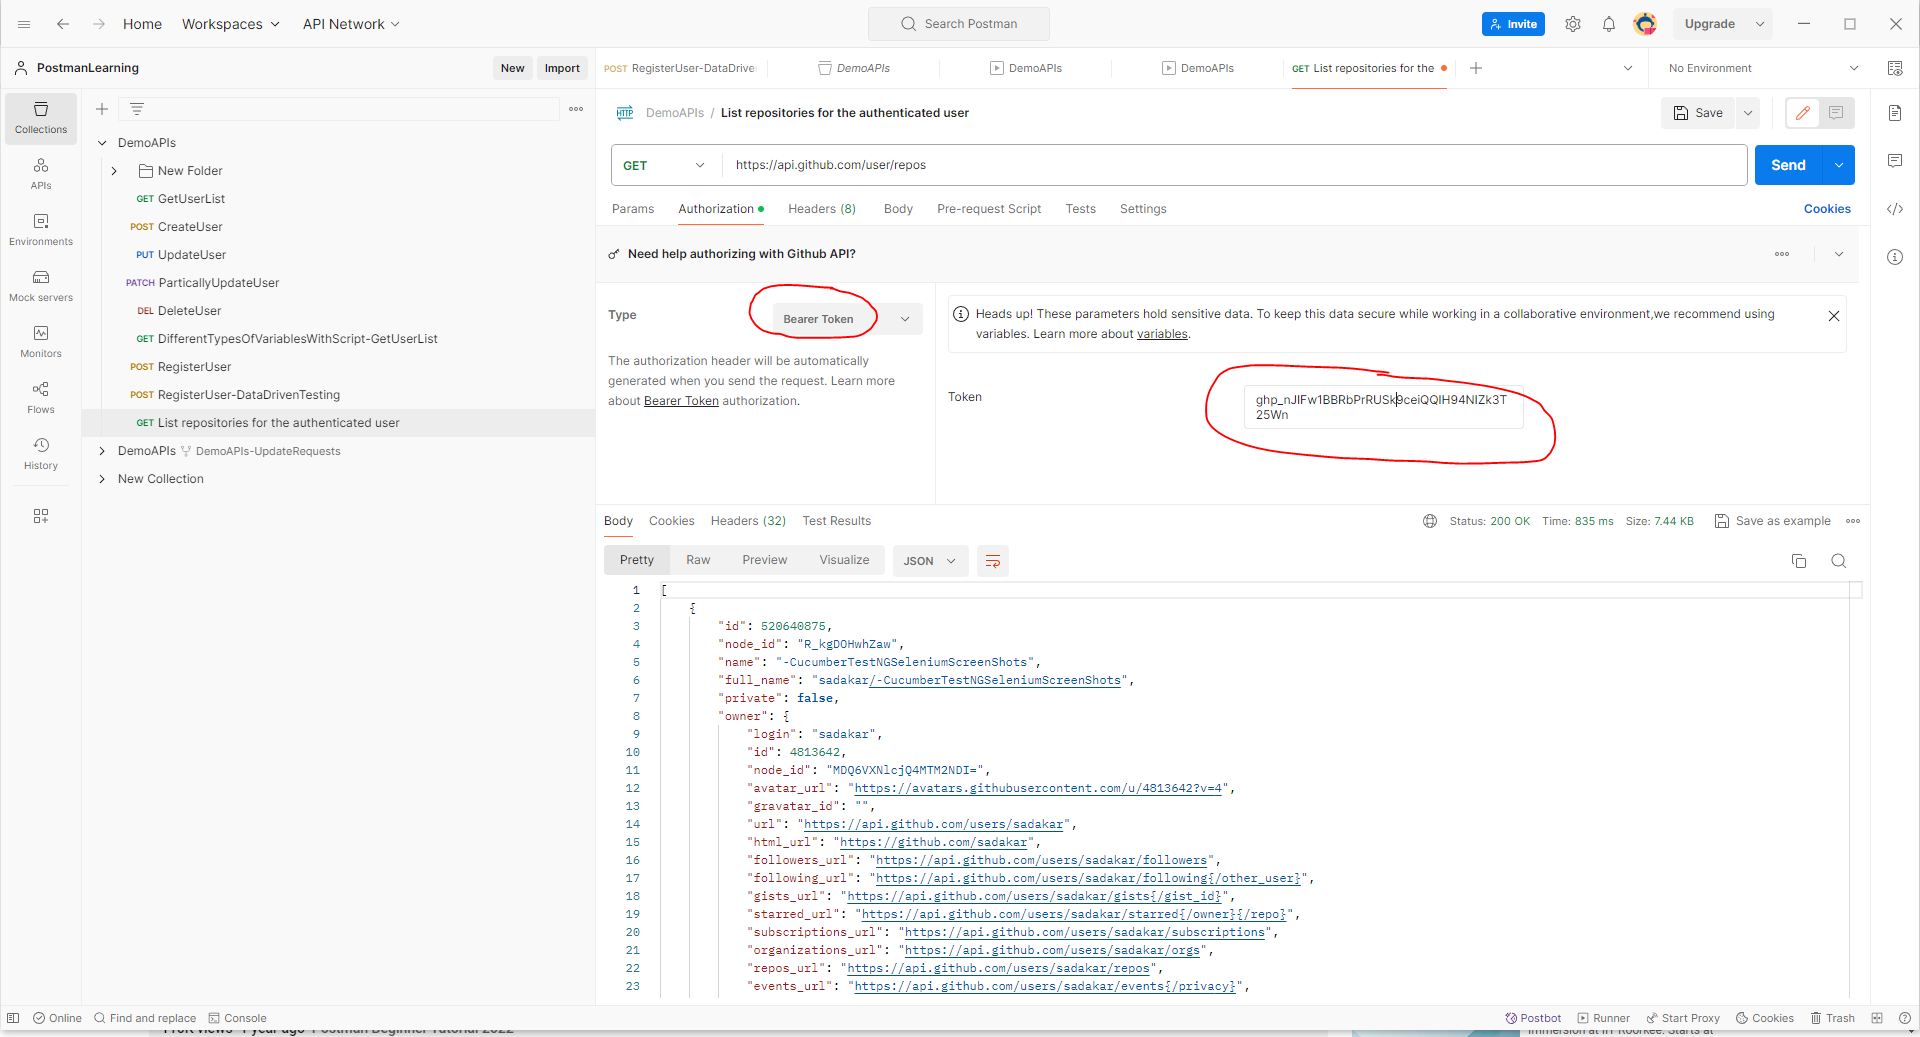 Home Workspaces API Network Search Postman Invite Upgrade
PostmanLearning New Import
POST RegisterUser-DataDrive DemoAPIs DemoAPIs DemoAPIs GET List repositories for the No Environment
Collections
APIs
Environments
Mock servers
Monitors
Flows
History
DemoAPIs
New Folder
GET GetUserList
POST CreateUser
PUT UpdateUser
PATCH ParticallyUpdateUser
DEL DeleteUser
GET DifferentTypesOfVariablesWithScript-GetUserList
POST RegisterUser
POST RegisterUser-DataDrivenTesting
GET List repositories for the authenticated user
DemoAPIs DemoAPIs-UpdateRequests
New Collection
HTTP DemoAPIs / List repositories for the authenticated user Save
GET https://api.github.com/user/repos Send
Params Authorization Headers (8) Body Pre-request Script Tests Settings Cookies
Need help authorizing with Github API?
Type Bearer Token
The authorization header will be automatically
generated when you send the request. Learn more
about Bearer Token authorization.
Heads up! These parameters hold sensitive data. To keep this data secure while working in a collaborative environment,we recommend using
variables. Learn more about variables.
Token
Body Cookies Headers (32) Test Results Status: 200 OK Time: 835 ms Size: 7.44 KB Save as example
Pretty Raw Preview Visualize JSON
1 [
2 {
3 "id": 520640875,
4 "node_id": "R_kgDOHwhZaw",
5 "name": "-CucumberTestNGSeleniumScreenShots",
6 "full_name": "sadakar/-CucumberTestNGSeleniumScreenShots",
7 "private": false,
8 "owner": {
9 "login": "sadakar",
10 "id": 4813642,
11 "node_id": "MDQ6VXNlcjQ4MTM2NDI=",
12 "avatar_url": "https://avatars.githubusercontent.com/u/4813642?v=4",
13 "gravatar_id": "",
14 "url": "https://api.github.com/users/sadakar",
15 "html_url": "https://github.com/sadakar",
16 "followers_url": "https://api.github.com/users/sadakar/followers",
17 "following_url": "https://api.github.com/users/sadakar/following{/other_user}",
18 "gists_url": "https://api.github.com/users/sadakar/gists{/gist_id}",
19 "starred_url": "https://api.github.com/users/sadakar/starred{/owner}{/repo}",
20 "subscriptions_url": "https://api.github.com/users/sadakar/subscriptions",
21 "organizations_url": "https://api.github.com/users/sadakar/orgs",
22 "repos_url": "https://api.github.com/users/sadakar/repos",
23 "events_url": "https://api.github.com/users/sadakar/events{/privacy}",
Online Find and replace Console Postbot Runner Start Proxy Cookies Trash